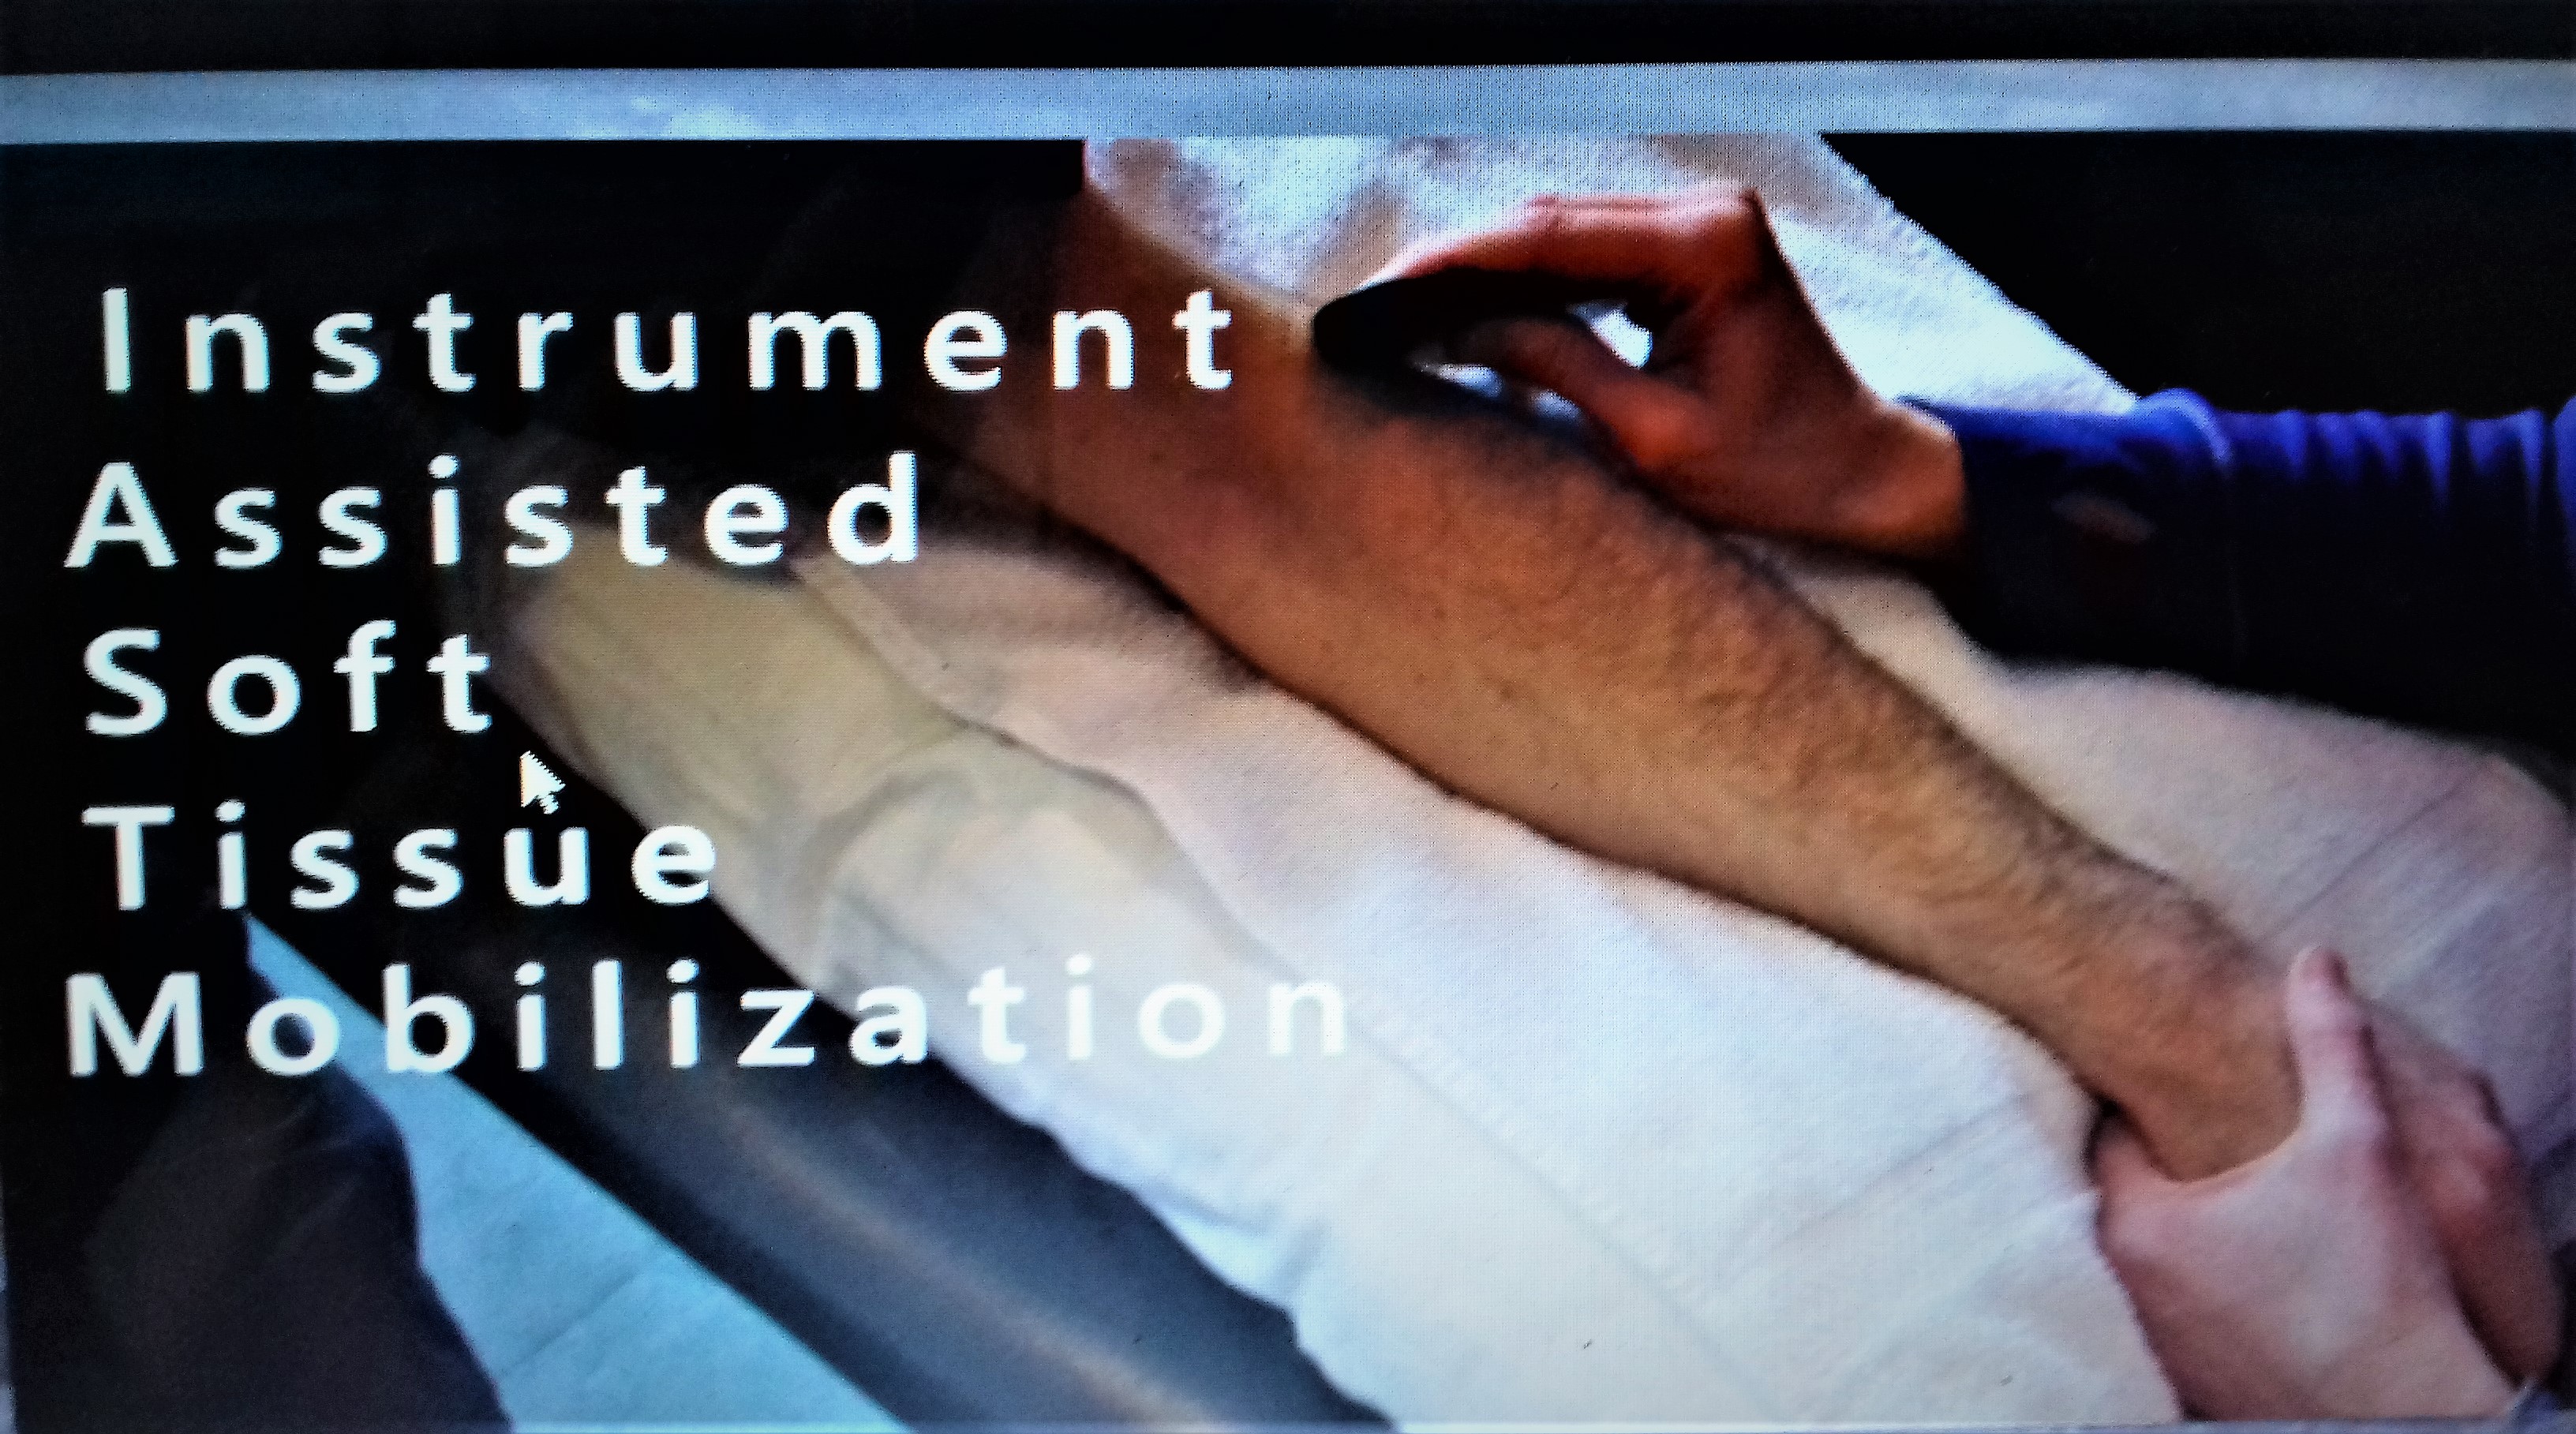 Instrument
Assisted
Soft
Tissue
Mobilization